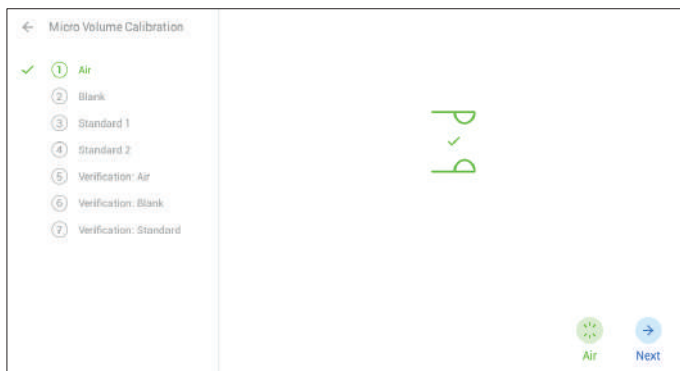 Micro Volume Calibration
1 Air
2 Blank
3 Standard 1
4 Standard 2
5 Verification: Air
6 Verification: Blank
7 Verification: Standard
Air
Next